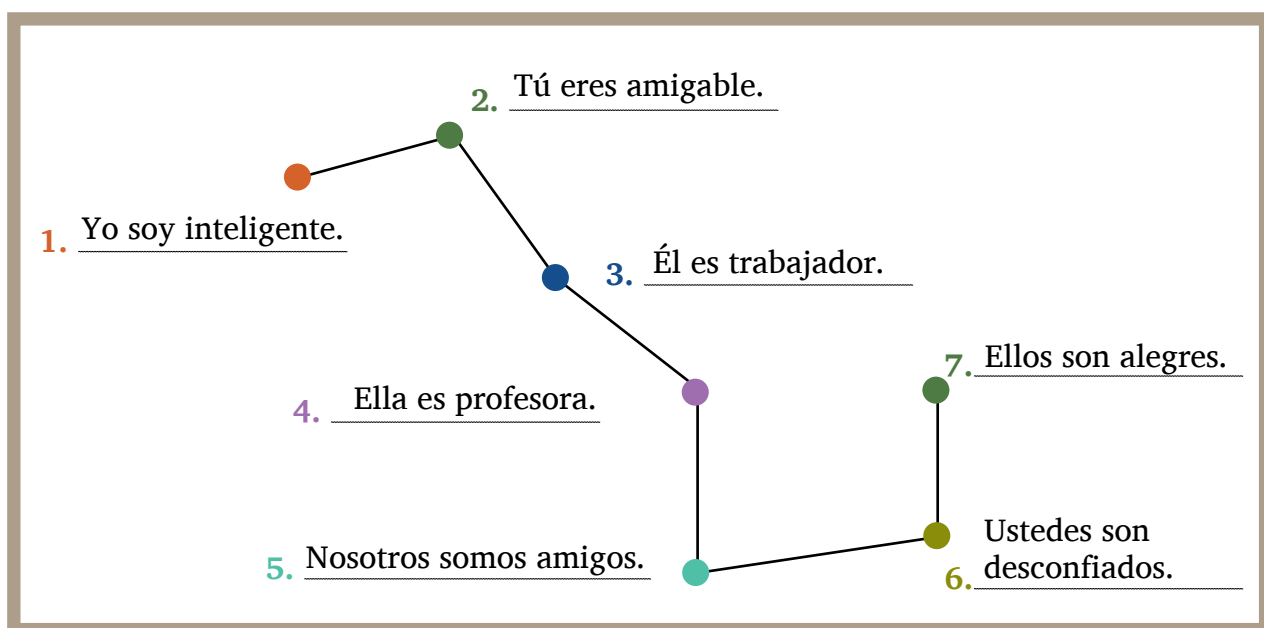 1. Yo soy inteligente.
2. Tú eres amigable.
3. Él es trabajador.
4. Ella es profesora.
5. Nosotros somos amigos.
6. Ustedes son
desconfiados.
7. Ellos son alegres.